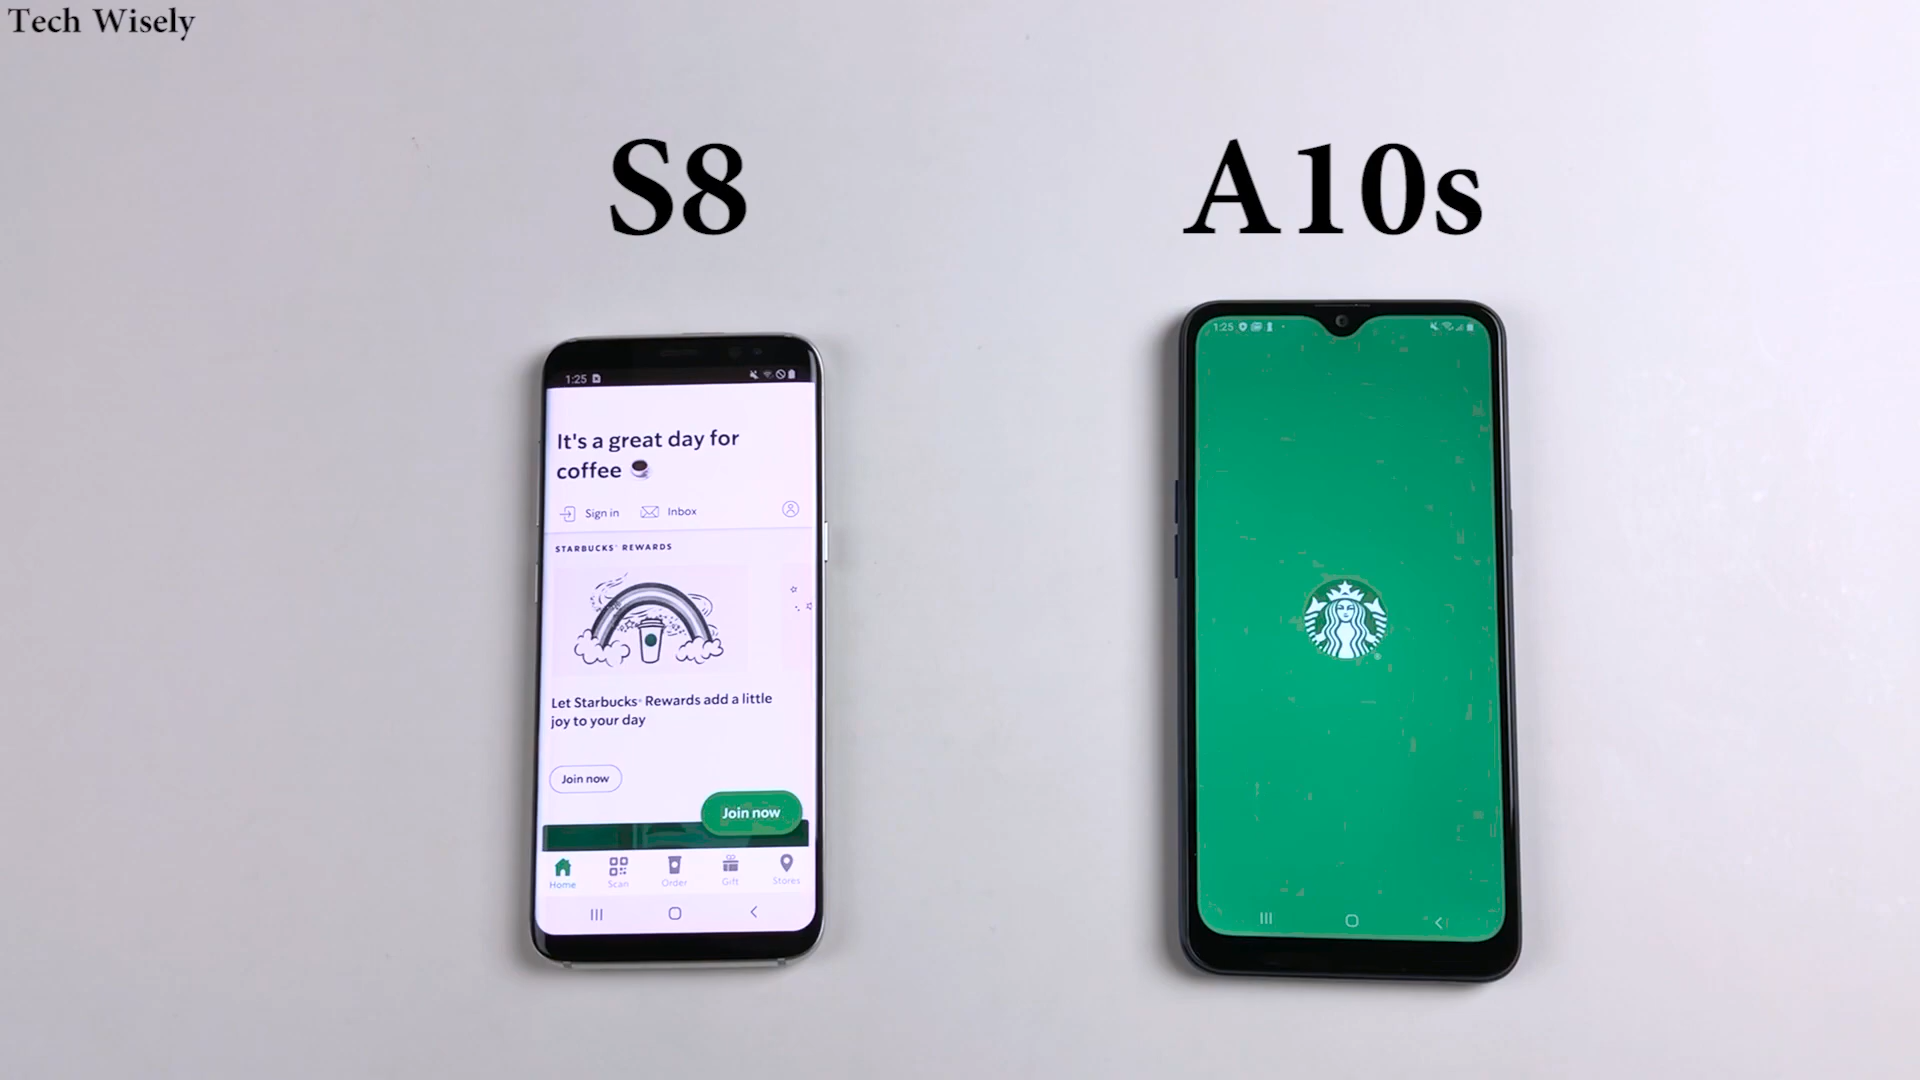 Tech Wisely
S8
A10s
1:25
It's a great day for
coffee
Sign in
Inbox
STARBUCKS® REWARDS
Let Starbucks® Rewards add a little
joy to your day
Join now
Join now
Home
Scan
Order
Gift
Stores
1:25